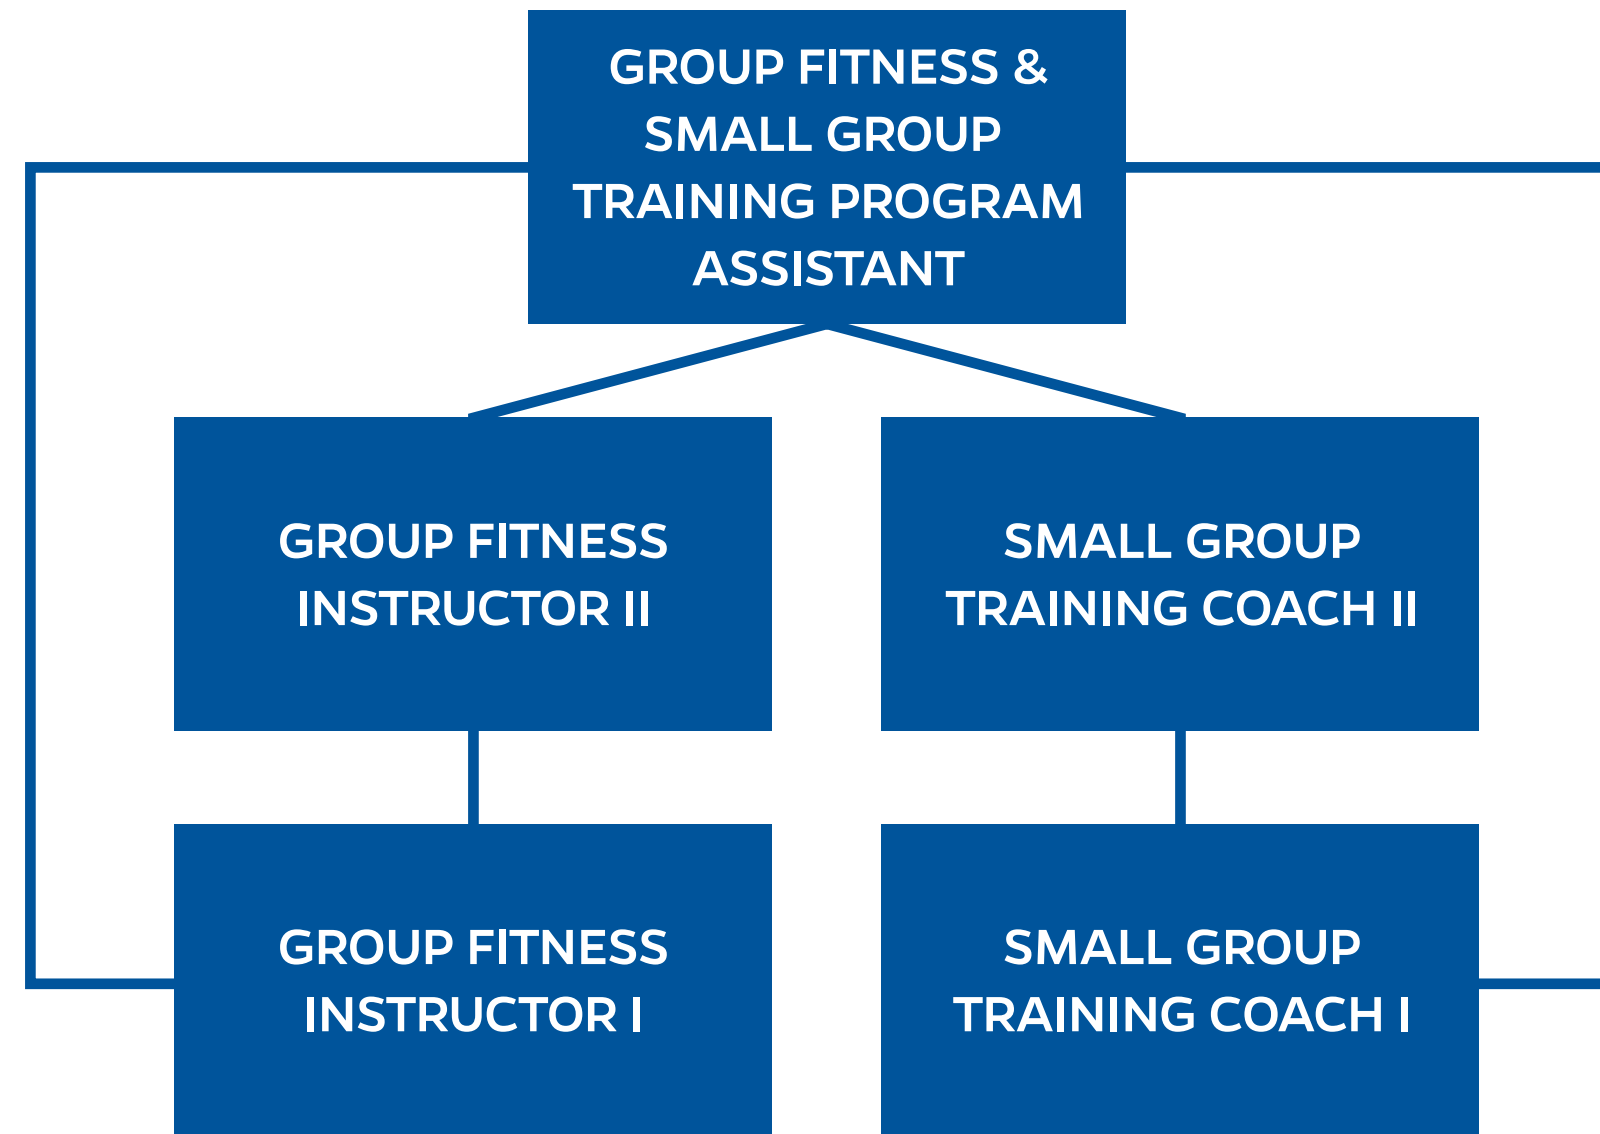 GROUP FITNESS &
SMALL GROUP
TRAINING PROGRAM
ASSISTANT
GROUP FITNESS
INSTRUCTOR II
SMALL GROUP
TRAINING COACH II
GROUP FITNESS
INSTRUCTOR I
SMALL GROUP
TRAINING COACH I